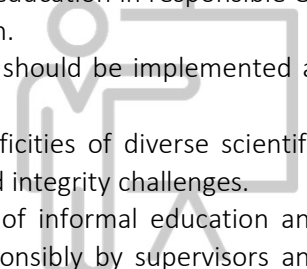 education in responsible
n.
should be implemented a
ficities of diverse scientif
d integrity challenges.
of informal education an
onsibly by supervisors an